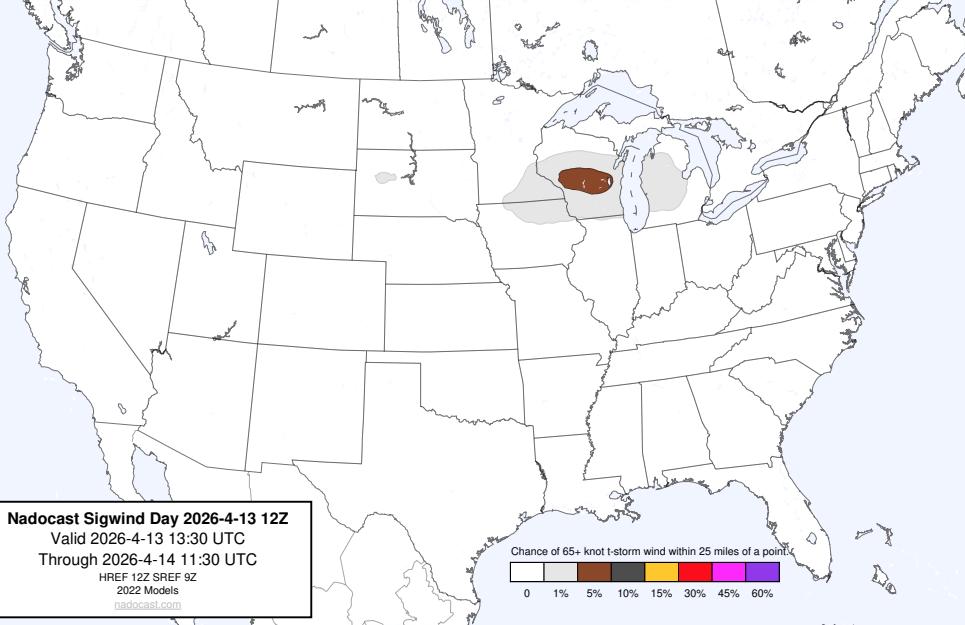 Nadocast Sigwind Day 2026-4-13 12Z
Valid 2026-4-13 13:30 UTC
Through 2026-4-14 11:30 UTC
HREF 12Z SREF 9Z
2022 Models
nadocast.com
Chance of 65+ knot t-storm wind within 25 miles of a point.
0 1% 5% 10% 15% 30% 45% 60%